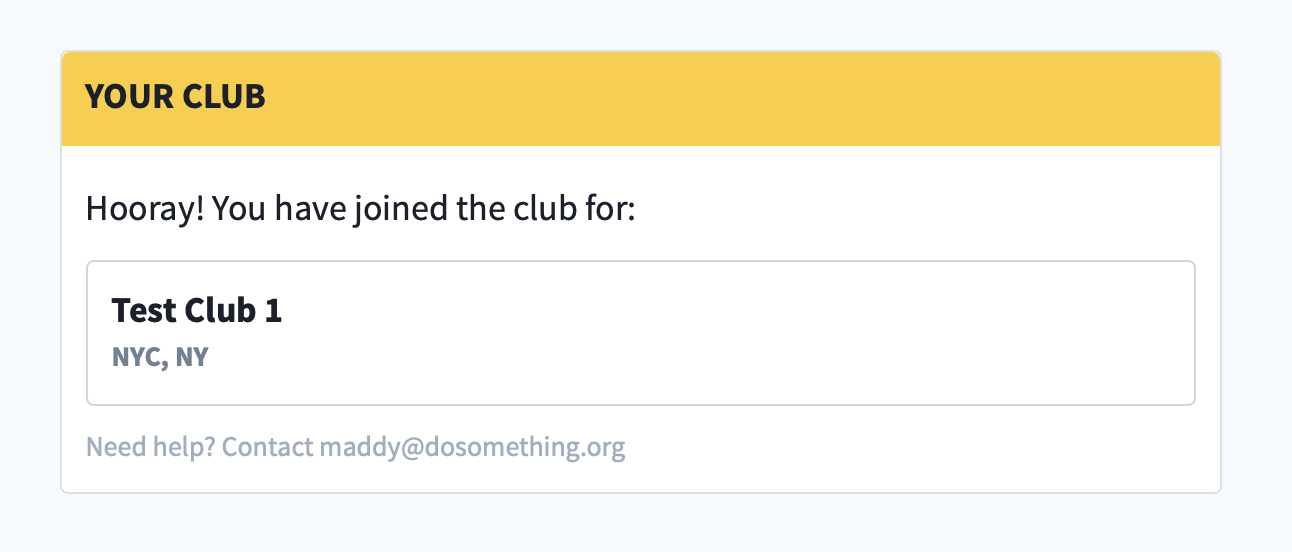 YOUR CLUB
Hooray! You have joined the club for:
Test Club 1
NYC, NY
Need help? Contact maddy@dosomething.org